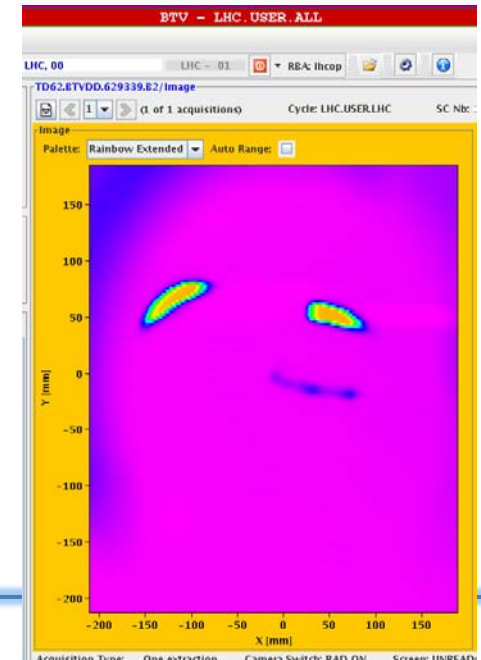 BTV - LHC.USER.ALL
LHC, 00 LHC - 01 RBA: lhcop
TD62.BTVDD.629339.B2/Image
1 (1 of 1 acquisitions) Cycle: LHC.USER.LHC SC Nb:
Image
Palette: Rainbow Extended Auto Range:
150
100
50
0
-50
-100
-150
-200
Y [mm]
-200 -150 -100 -50 0 50 100 150
X [mm]
Acquisition Type: One extraction Camera Switch: RAD ON Screen: